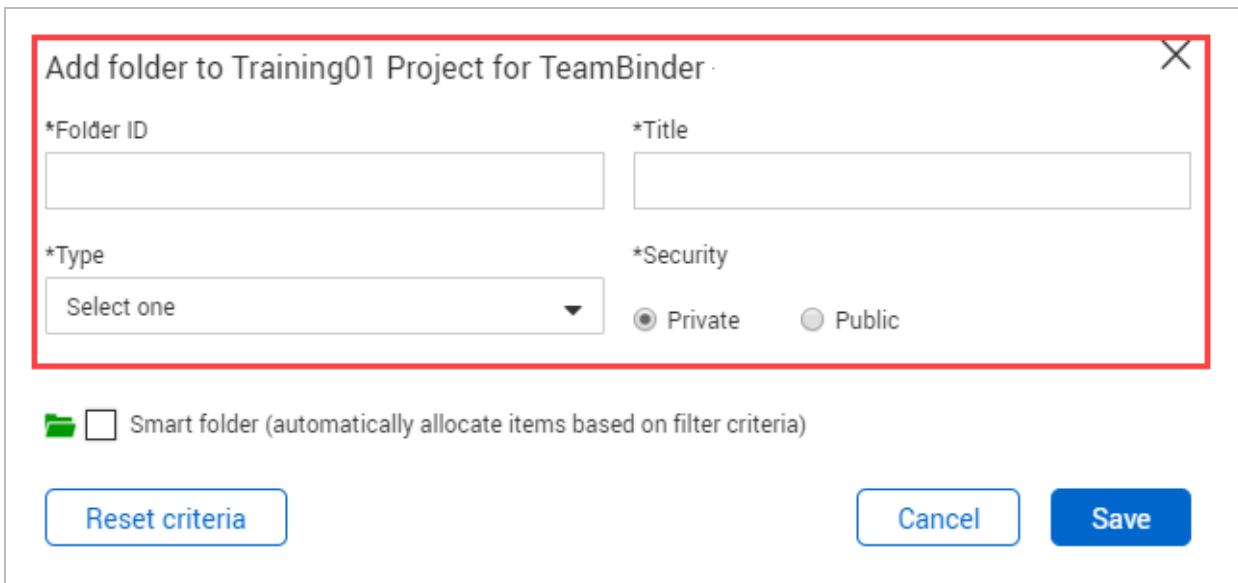 Add folder to Training01 Project for TeamBinder
*Folder ID
*Title
*Type
*Security
Select one
Private
Public
Smart folder (automatically allocate items based on filter criteria)
Reset criteria
Cancel
Save